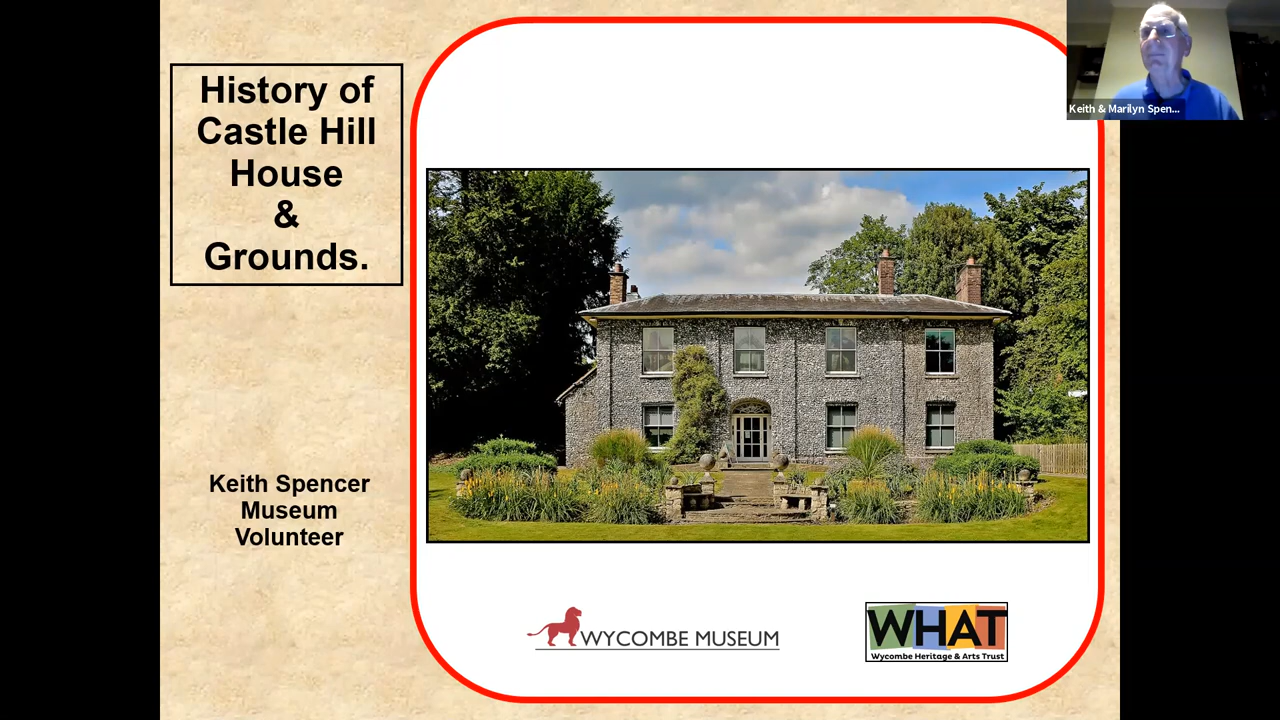 History of
Castle Hill
House
&
Grounds.
Keith Spencer
Museum
Volunteer
WYCOMBE MUSEUM
WHAT
Wycombe Heritage & Arts Trust
Keith & Marilyn Spen...